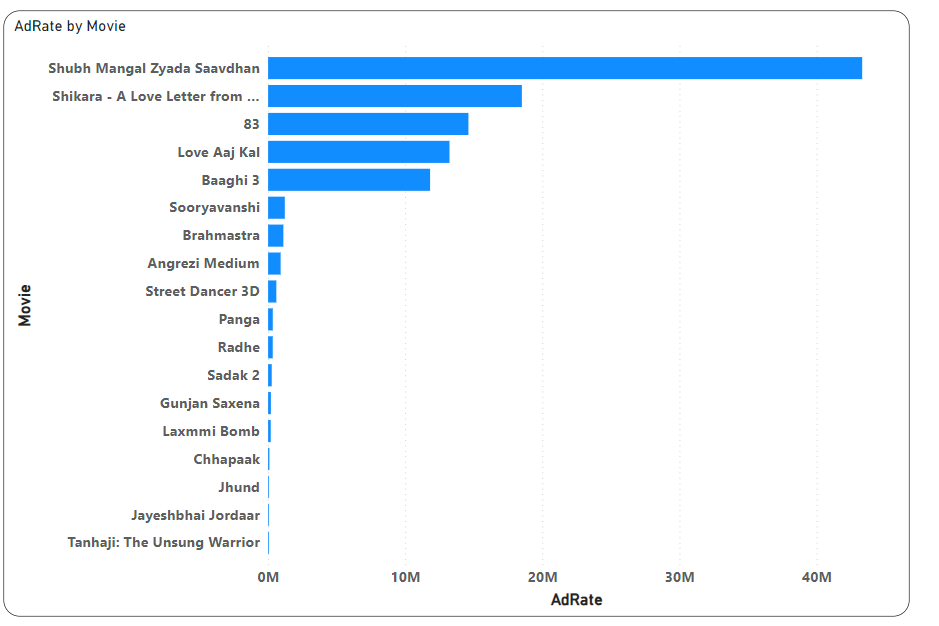 AdRate by Movie
Shubh Mangal Zyada Saavdhan
Shikara - A Love Letter from ...
83
Love Aaj Kal
Baaghi 3
Sooryavanshi
Brahmastra
Angrezi Medium
Street Dancer 3D
Panga
Radhe
Sadak 2
Gunjan Saxena
Laxmmi Bomb
Chhapaak
Jhund
Jayeshbhai Jordaar
Tanhaji: The Unsung Warrior
Movie
0M 10M 20M 30M 40M
AdRate